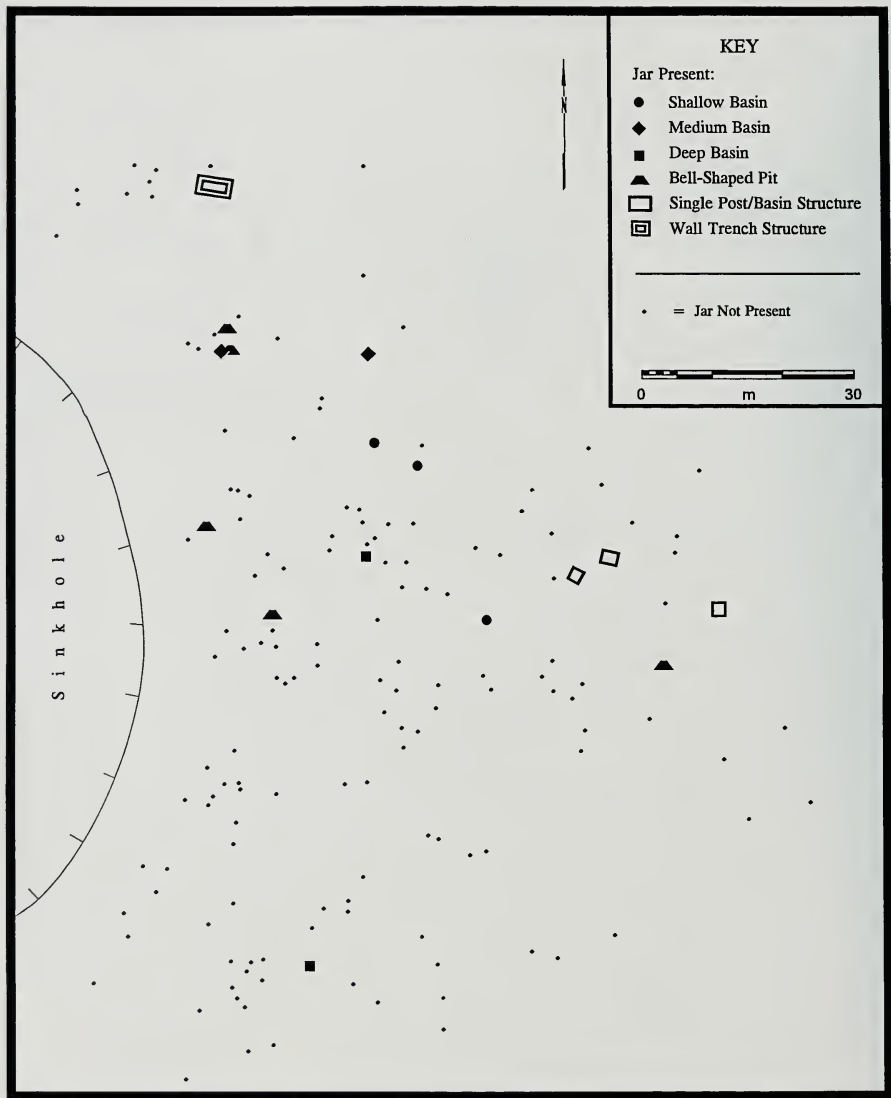 KEY
Jar Present:
Shallow Basin
Medium Basin
Deep Basin
Bell-Shaped Pit
Single Post/Basin Structure
Wall Trench Structure
= Jar Not Present
0 m 30
N
Sinkhole